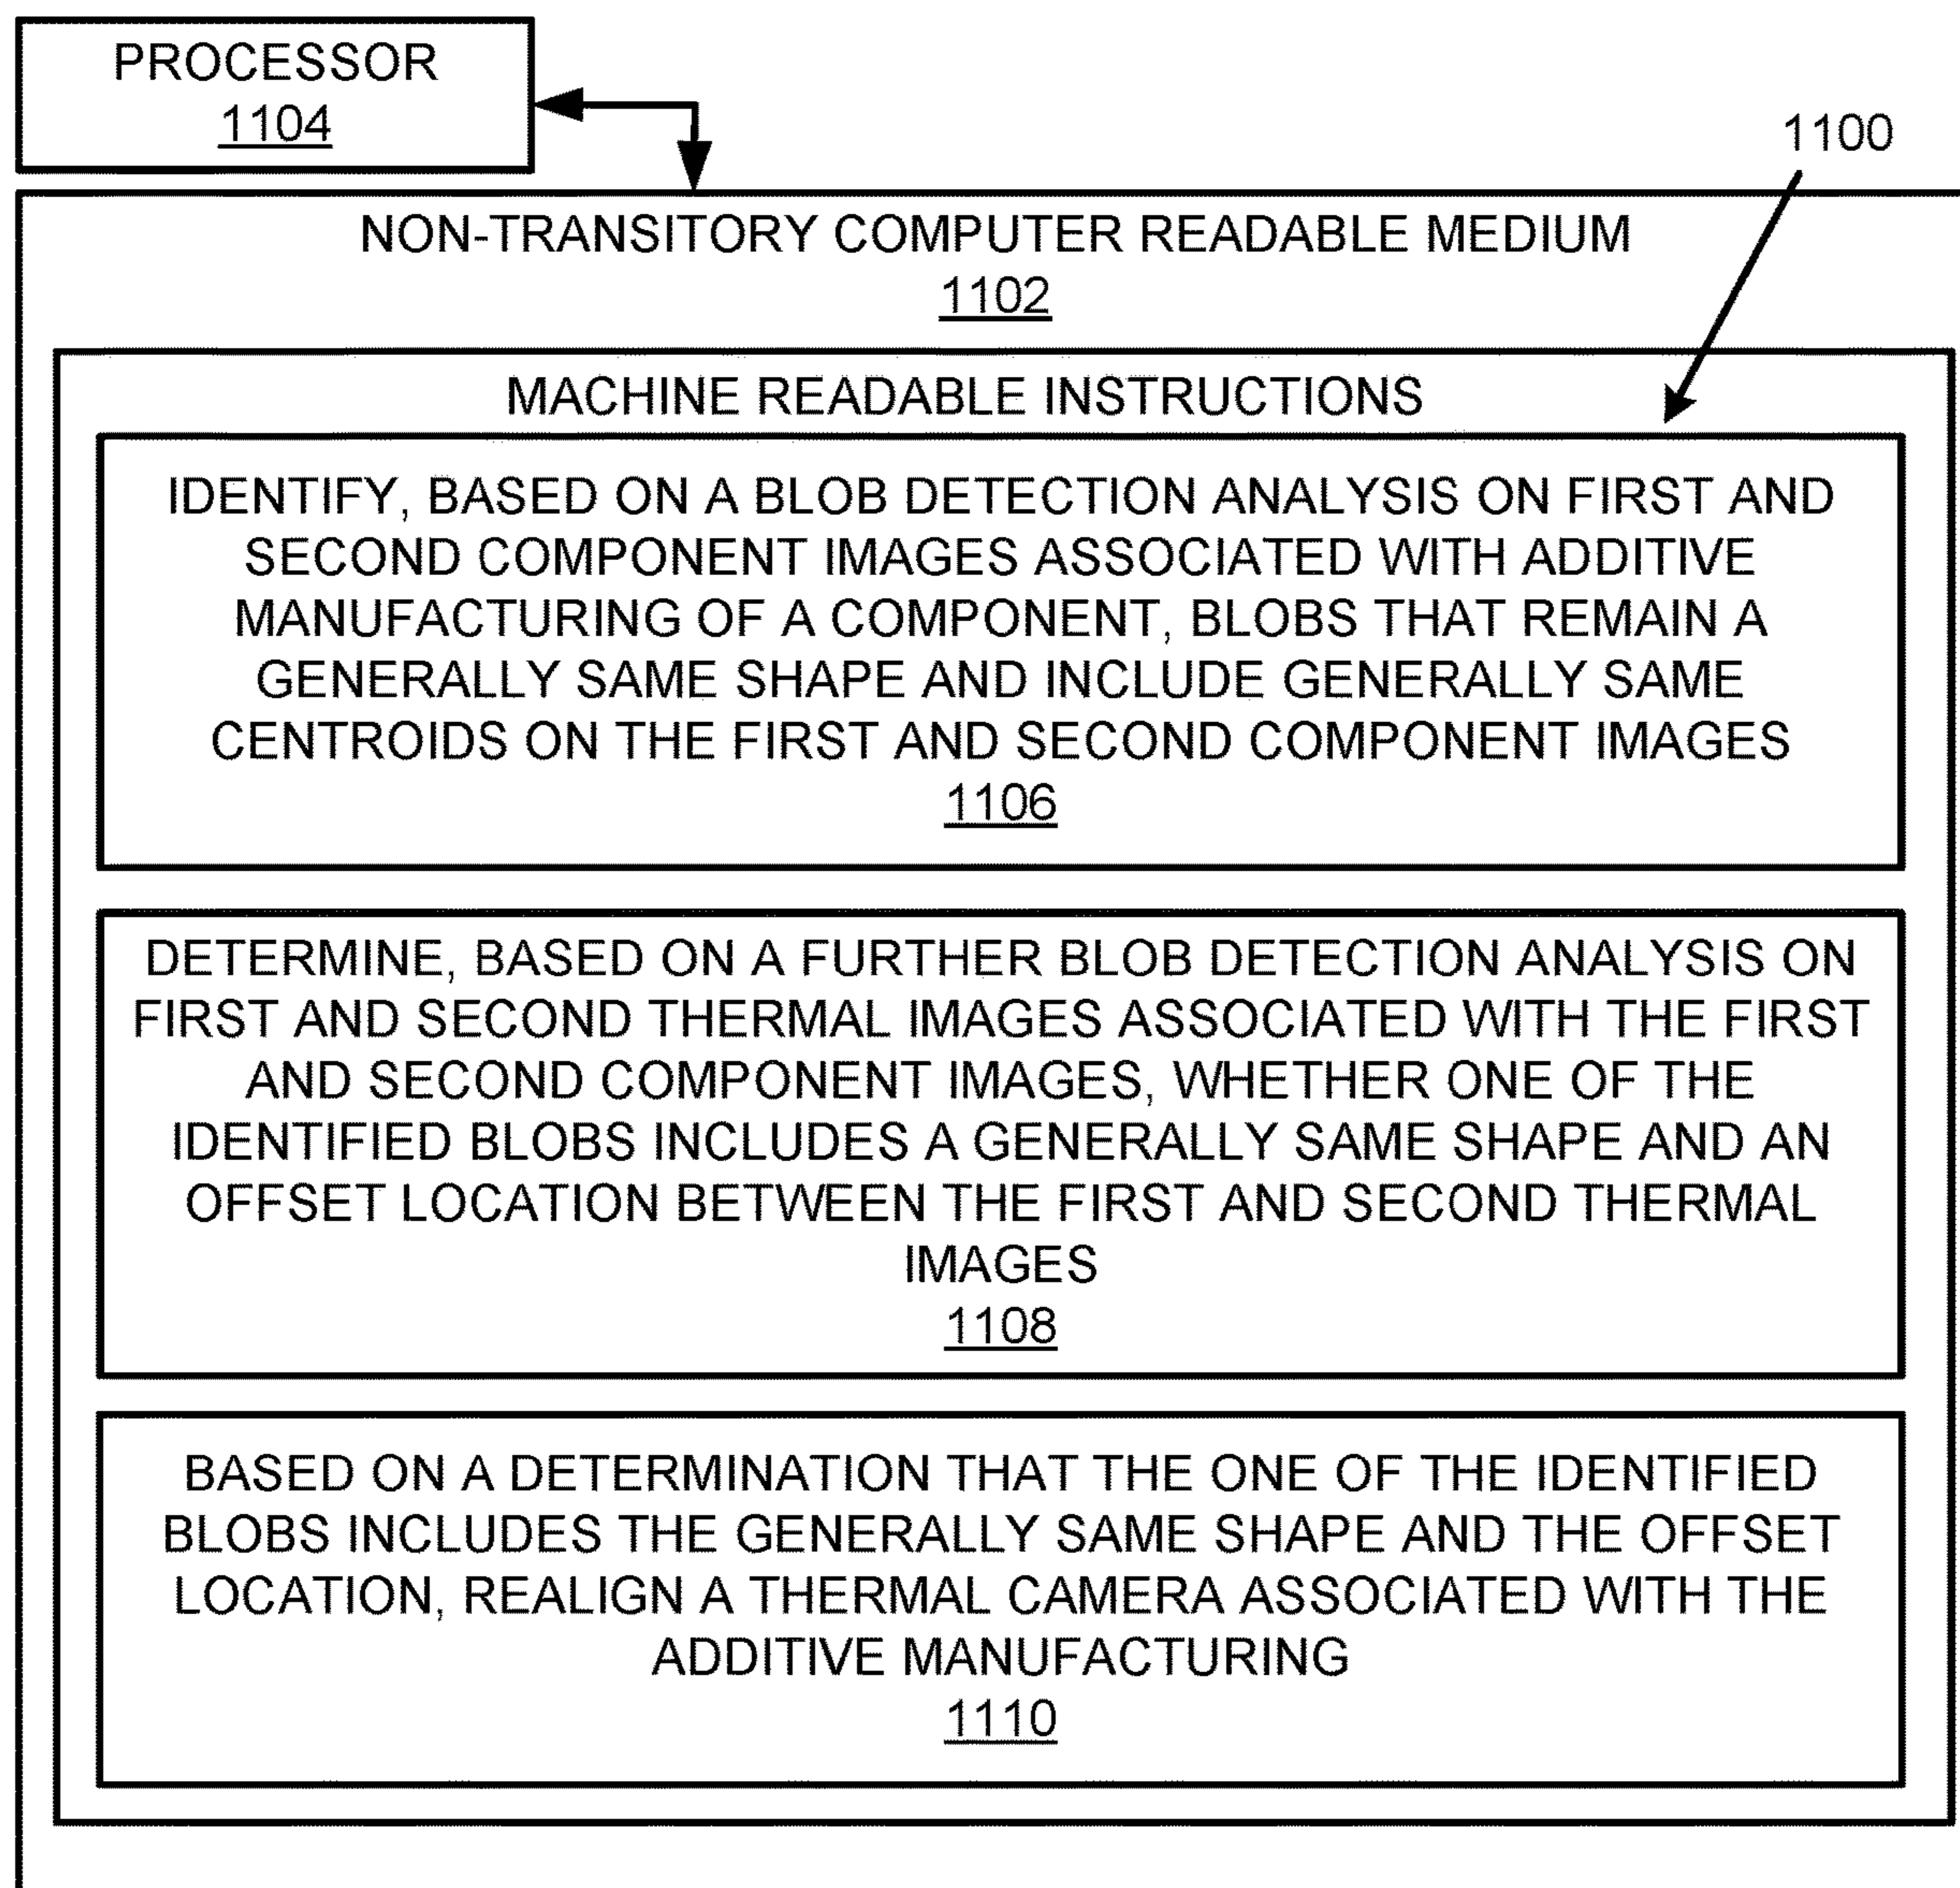 PROCESSOR
1104
1100
NON-TRANSITORY COMPUTER READABLE MEDIUM
1102
MACHINE READABLE INSTRUCTIONS
IDENTIFY, BASED ON A BLOB DETECTION ANALYSIS ON FIRST AND
SECOND COMPONENT IMAGES ASSOCIATED WITH ADDITIVE
MANUFACTURING OF A COMPONENT, BLOBS THAT REMAIN A
GENERALLY SAME SHAPE AND INCLUDE GENERALLY SAME
CENTROIDS ON THE FIRST AND SECOND COMPONENT IMAGES
1106
DETERMINE, BASED ON A FURTHER BLOB DETECTION ANALYSIS ON
FIRST AND SECOND THERMAL IMAGES ASSOCIATED WITH THE FIRST
AND SECOND COMPONENT IMAGES, WHETHER ONE OF THE
IDENTIFIED BLOBS INCLUDES A GENERALLY SAME SHAPE AND AN
OFFSET LOCATION BETWEEN THE FIRST AND SECOND THERMAL
IMAGES
1108
BASED ON A DETERMINATION THAT THE ONE OF THE IDENTIFIED
BLOBS INCLUDES THE GENERALLY SAME SHAPE AND THE OFFSET
LOCATION, REALIGN A THERMAL CAMERA ASSOCIATED WITH THE
ADDITIVE MANUFACTURING
1110